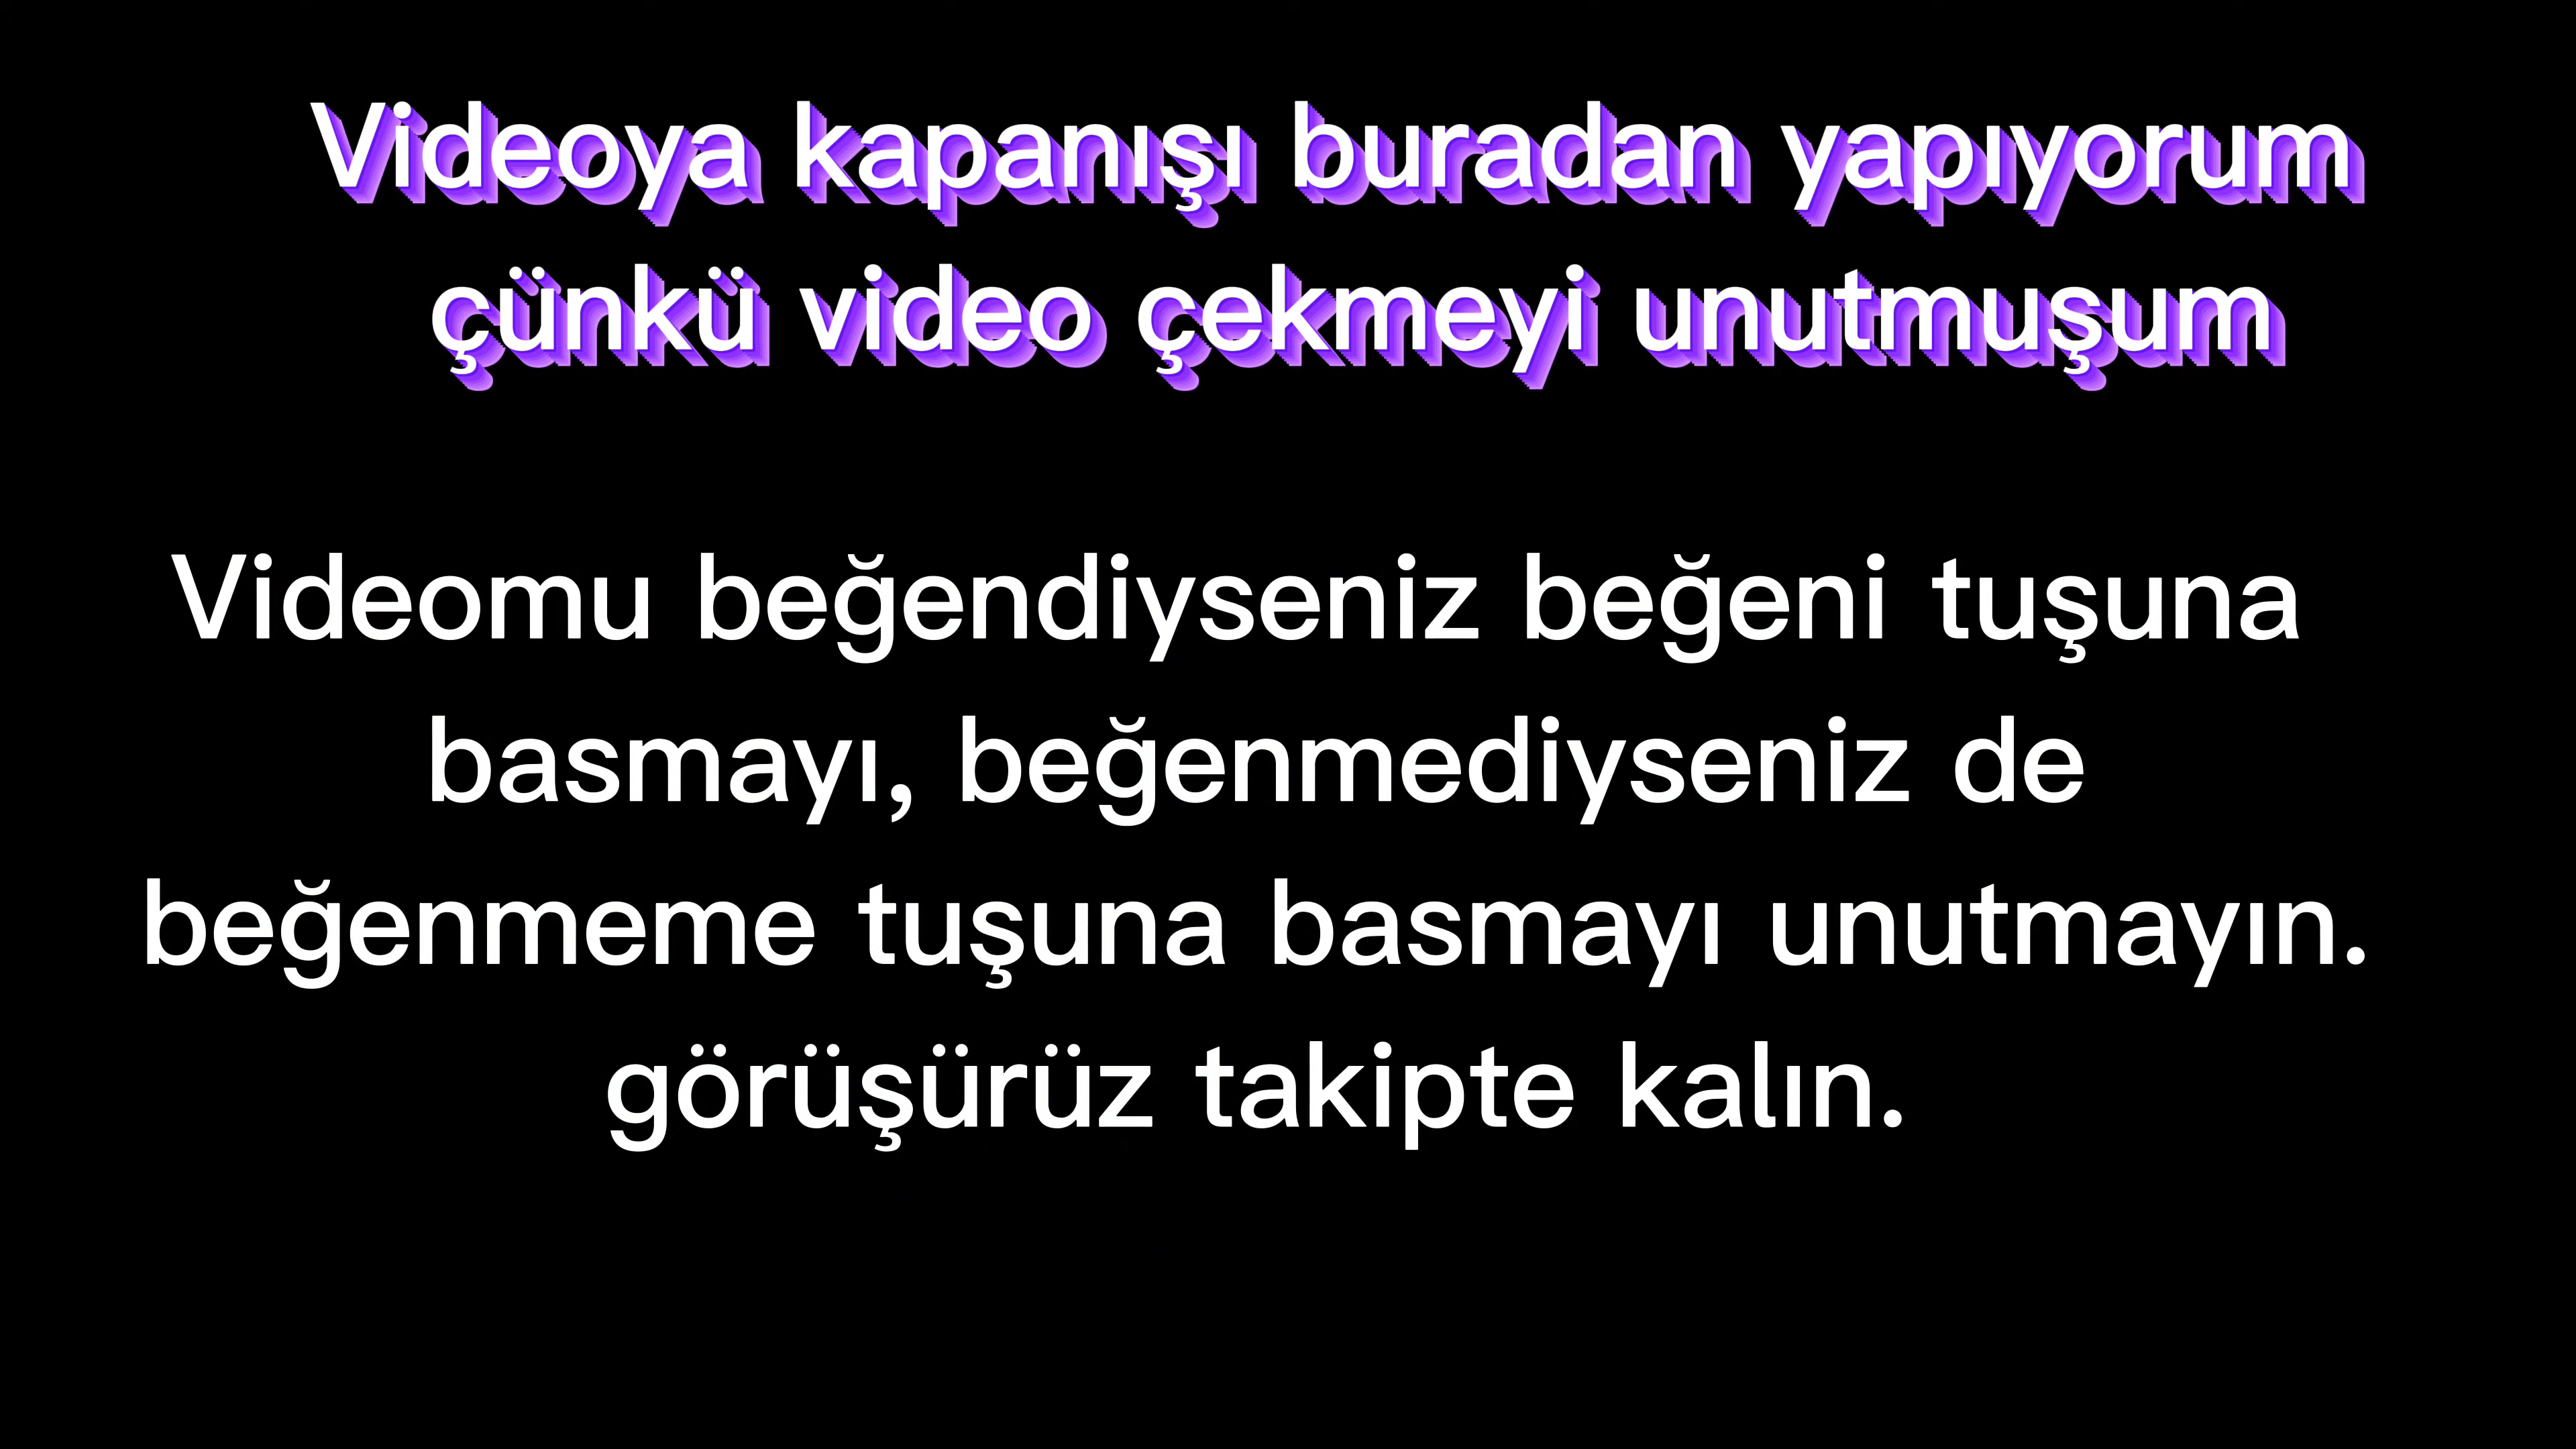 Videoya kapanışı buradan yapıyorum
çünkü video çekmeyi unutmuşum
Videomu beğendiyseniz beğeni tuşuna
basmayı, beğenmediyseniz de
beğenmeme tuşuna basmayı unutmayın.
görüşürüz takipte kalın.